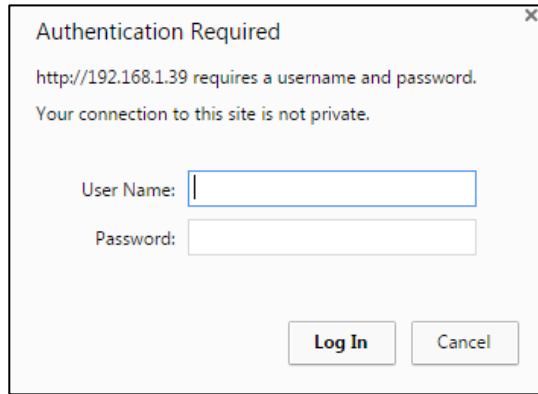 Authentication Required
http://192.168.1.39 requires a username and password.
Your connection to this site is not private.
User Name:
Password:
Log In Cancel